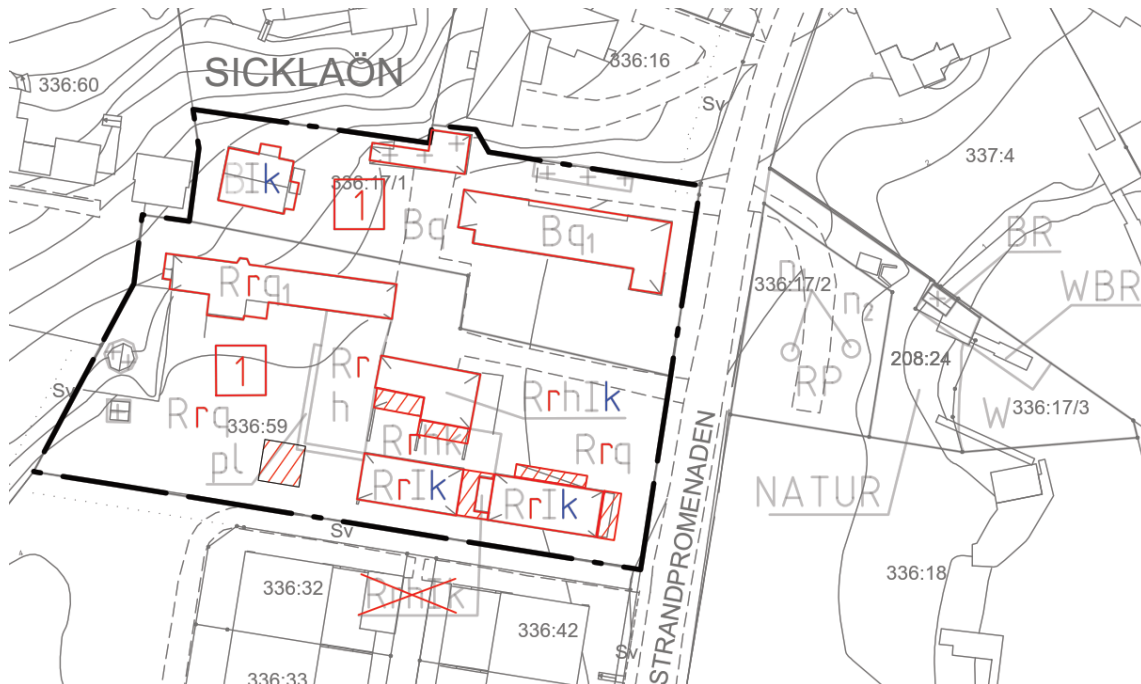 SICKLAÖN
336:60
336:16
Sv
337:4
BIk
336:17/1
1
Bq
Bq₁
BR
WBR
336:17/2
n₂
Rrq₁
208:24
RP
W
336:17/3
1
Rr
h
RrhIk
Sv
Rrq
336:59
Rrq
pl
RrIk
RrIk
NATUR
Sv
336:18
336:32
RrhIk
336:42
STRANDPROMENADEN
Sv
336:33